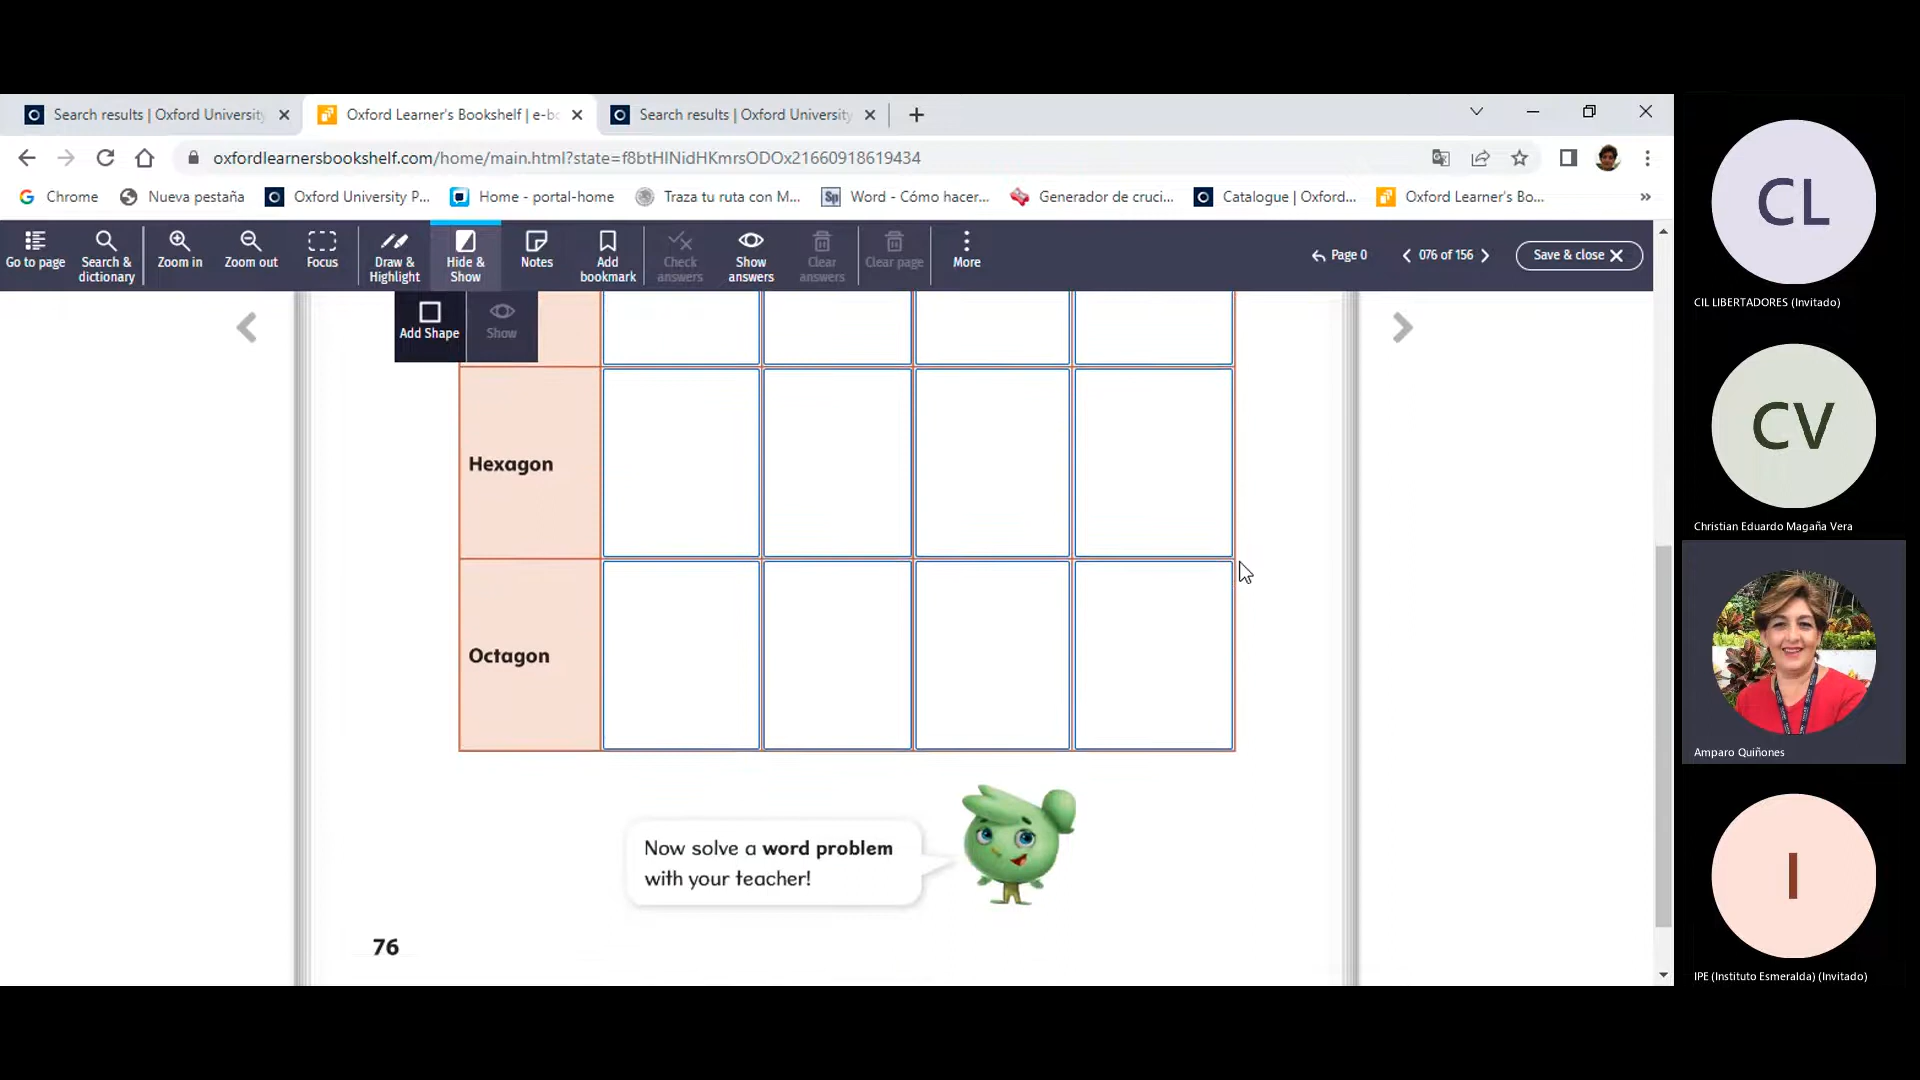 Search results | Oxford University
Oxford Learner's Bookshelf | e-bo
Search results | Oxford University
oxfordlearnersbookshelf.com/home/main.html?state=f8btHINidHKmrsODOx21660918619434
Chrome
Nueva pestaña
Oxford University P...
Home - portal-home
Traza tu ruta con M...
Sp
Word - Cómo hacer...
Generador de cruci...
Catalogue | Oxford...
Oxford Learner's Bo...
»
Go to page
Search & dictionary
Zoom in
Zoom out
Focus
Draw & Highlight
Hide & Show
Notes
Add bookmark
Check answers
Show answers
Clear answers
Clear page
More
Page 0
076 of 156
Save & close
Add Shape
Show
Hexagon
Octagon
Now solve a word problem
with your teacher!
76
CL
CIL LIBERTADORES (Invitado)
CV
Christian Eduardo Magaña Vera
Amparo Quiñones
I
IPE (Instituto Esmeralda) (Invitado)